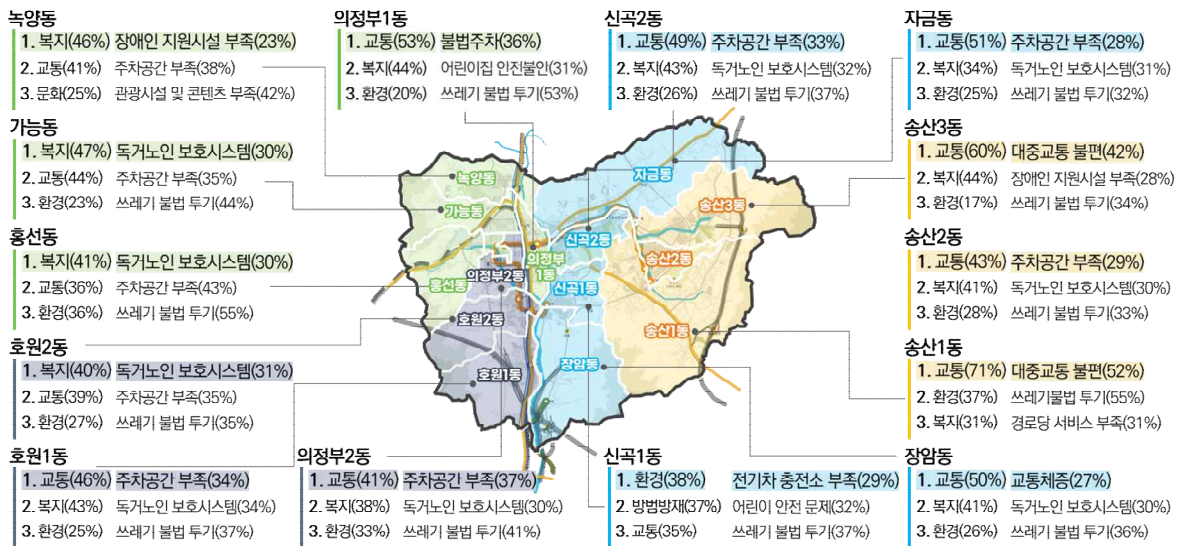 녹양동
1. 복지(46%) 장애인 지원시설 부족(23%)
2. 교통(41%) 주차공간 부족(38%)
3. 문화(25%) 관광시설 및 콘텐츠 부족(42%)
의정부1동
1. 교통(53%) 불법주차(36%)
2. 복지(44%) 어린이집 안전불인(31%)
3. 환경(20%) 쓰레기 불법 투기(53%)
신곡2동
1. 교통(49%) 주차공간 부족(33%)
2. 복지(43%) 독거노인 보호시스템(32%)
3. 환경(26%) 쓰레기 불법 투기(37%)
자금동
1. 교통(51%) 주차공간 부족(28%)
2. 복지(34%) 독거노인 보호시스템(31%)
3. 환경(25%) 쓰레기 불법 투기(32%)
가능동
1. 복지(47%) 독거노인 보호시스템(30%)
2. 교통(44%) 주차공간 부족(35%)
3. 환경(23%) 쓰레기 불법 투기(44%)
송산3동
1. 교통(60%) 대중교통 불편(42%)
2. 복지(44%) 장애인 지원시설 부족(28%)
3. 환경(17%) 쓰레기 불법 투기(34%)
홍선동
1. 복지(41%) 독거노인 보호시스템(30%)
2. 교통(36%) 주차공간 부족(43%)
3. 환경(36%) 쓰레기 불법 투기(55%)
송산2동
1. 교통(43%) 주차공간 부족(29%)
2. 복지(41%) 독거노인 보호시스템(30%)
3. 환경(28%) 쓰레기 불법 투기(33%)
녹양동
가능동
자금동
송산3동
신곡2동
의정부
1동
송산2동
의정부2동
흥선동
신곡1동
호원2동
송산1동
장암동
호원1동
호원2동
1. 복지(40%) 독거노인 보호시스템(31%)
2. 교통(39%) 주차공간 부족(35%)
3. 환경(27%) 쓰레기 불법 투기(35%)
송산1동
1. 교통(71%) 대중교통 불편(52%)
2. 환경(37%) 쓰레기불법 투기(55%)
3. 복지(31%) 경로당 서비스 부족(31%)
호원1동
1. 교통(46%) 주차공간 부족(34%)
2. 복지(43%) 독거노인 보호시스템(34%)
3. 환경(25%) 쓰레기 불법 투기(37%)
의정부2동
1. 교통(41%) 주차공간 부족(37%)
2. 복지(38%) 독거노인 보호시스템(30%)
3. 환경(33%) 쓰레기 불법 투기(41%)
신곡1동
1. 환경(38%) 전기차 충전소 부족(29%)
2. 방범방재(37%) 어린이 안전 문제(32%)
3. 교통(35%) 쓰레기 불법 투기(37%)
장암동
1. 교통(50%) 교통체증(27%)
2. 복지(41%) 독거노인 보호시스템(30%)
3. 환경(26%) 쓰레기 불법 투기(36%)